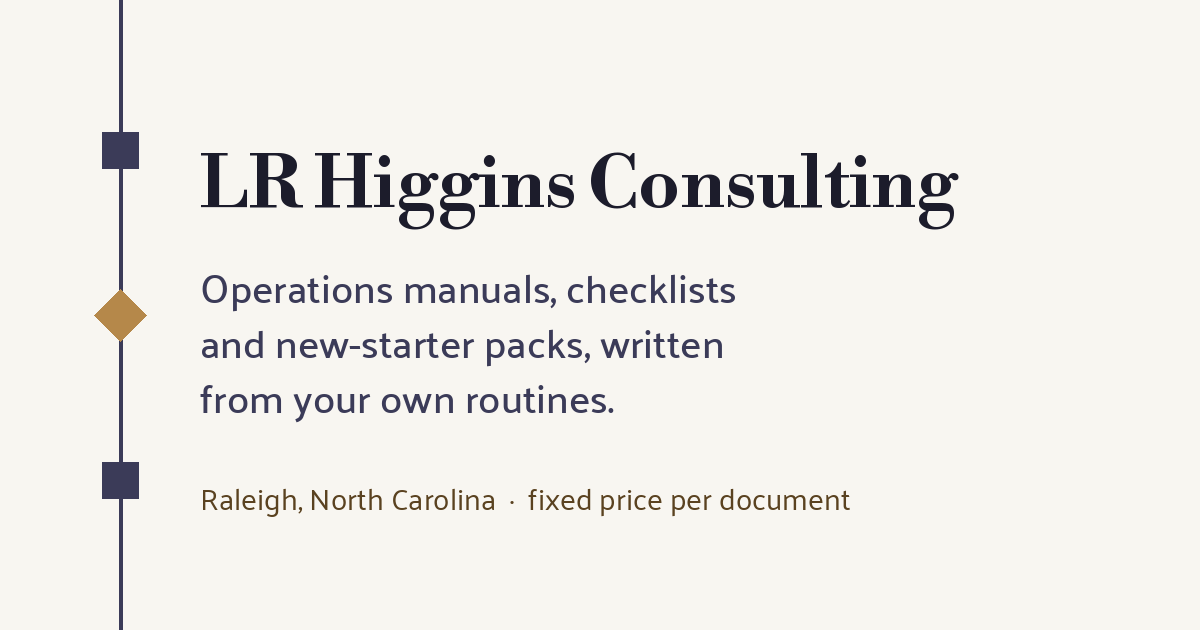 LR Higgins Consulting
Operations manuals, checklists
and new-starter packs, written
from your own routines.
Raleigh, North Carolina · fixed price per document